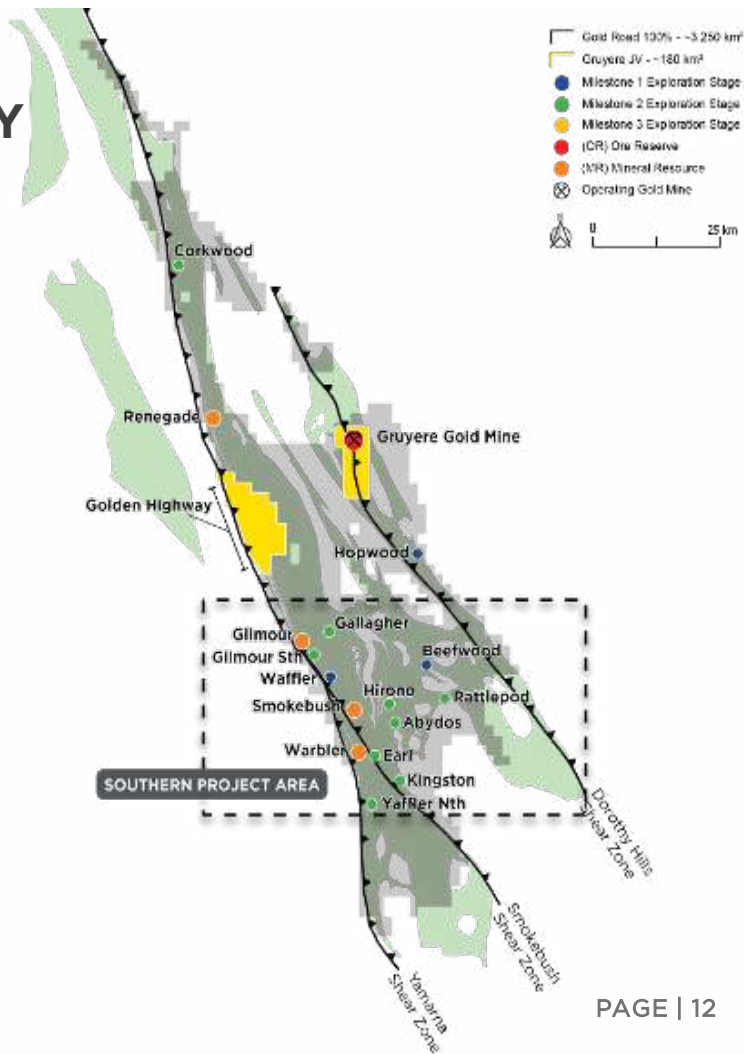 Y
Gold Road 100% - ~3,250 km²
Gruyere JV - ~180 km²
Milestone 1 Exploration Stage
Milestone 2 Exploration Stage
Milestone 3 Exploration Stage
(OR) Ore Reserve
(MR) Mineral Resource
Operating Gold Mine
0 25 km
Corkwood
Renegade
Gruyere Gold Mine
Golden Highway
Hopwood
Gallagher
Gilmour
Beefwood
Gilmour Sth
Waffler
Hirono
Rattlepod
Smokebush
Abydos
Warbler
Earl
SOUTHERN PROJECT AREA
Kingston
Yaffler Nth
Dorothy Hills
Shear Zone
Smokebush
Shear Zone
Yamarna
Shear Zone
PAGE | 12